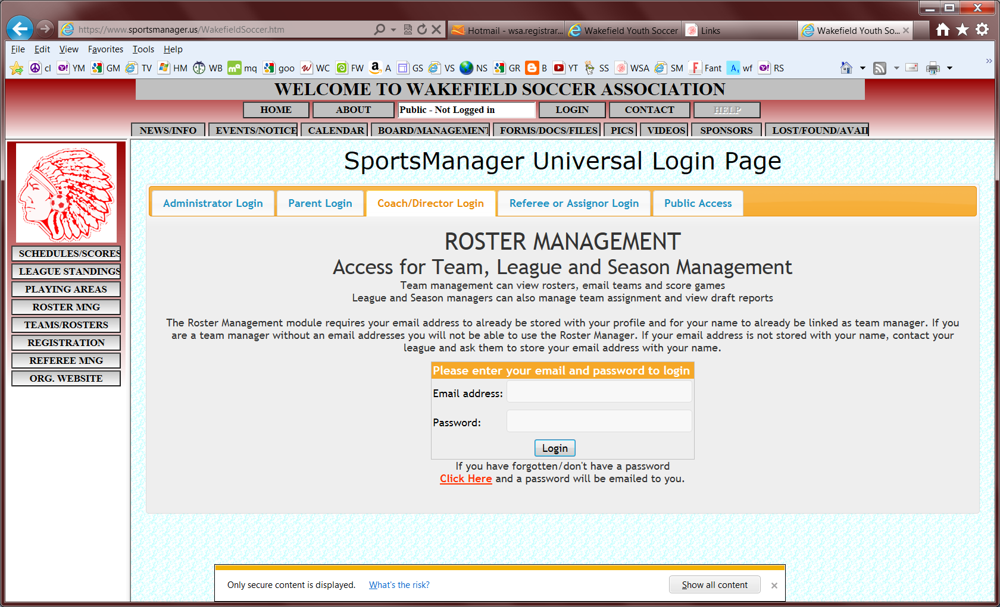 https://www.sportsmanager.us/WakefieldSoccer.htm
Hotmail - wsa.registrar...
Wakefield Youth Soccer
Links
Wakefield Youth So...
File Edit View Favorites Tools Help
cl YM GM TV HM WB mq goo WC FW A GS VS NS GR B YT SS WSA SM Fant wf RS
WELCOME TO WAKEFIELD SOCCER ASSOCIATION
HOME ABOUT Public - Not Logged in LOGIN CONTACT HELP
NEWS/INFO EVENTS/NOTICE CALENDAR BOARD/MANAGEMENT FORMS/DOCS/FILES PICS VIDEOS SPONSORS LOST/FOUND/AVAIL
SCHEDULES/SCORES
LEAGUE STANDINGS
PLAYING AREAS
ROSTER MNG
TEAMS/ROSTERS
REGISTRATION
REFEREE MNG
ORG. WEBSITE
SportsManager Universal Login Page
Administrator Login Parent Login Coach/Director Login Referee or Assignor Login Public Access
ROSTER MANAGEMENT
Access for Team, League and Season Management
Team management can view rosters, email teams and score games
League and Season managers can also manage team assignment and view draft reports
The Roster Management module requires your email address to already be stored with your profile and for your name to already be linked as team manager. If you
are a team manager without an email addresses you will not be able to use the Roster Manager. If your email address is not stored with your name, contact your
league and ask them to store your email address with your name.
Please enter your email and password to login
Email address:
Password:
Login
If you have forgotten/don't have a password
Click Here and a password will be emailed to you.
Only secure content is displayed. What's the risk? Show all content